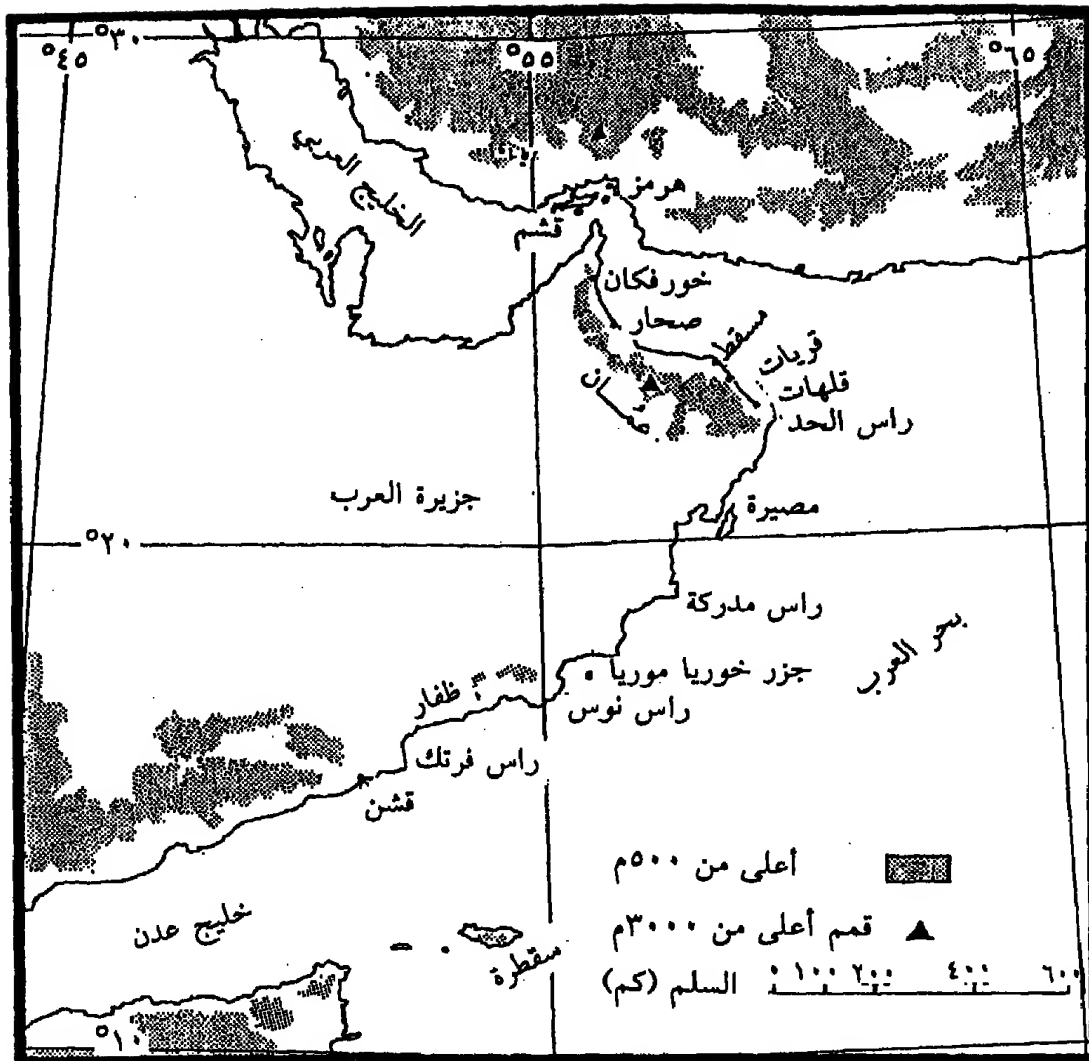 °٤٥
°٣٠
°٥٥
°٦٥
الخليج العربي
هرمز
قشم
خورفكان
صحار
مسقط
قريات
قلهات
راس الحد
عُمان
جزيرة العرب
مصيرة
°٢٠
راس مدركة
بحر العرب
جزر خوريا موريا
ظفار
راس نوس
راس فرتك
قشن
أعلى من ٥٠٠م
خليج عدن
قمم أعلى من ٣٠٠٠م
سقطرة
السلم (كم)
٠ ١٠٠ ٢٠٠ ٤٠٠ ٦٠٠
°١٠